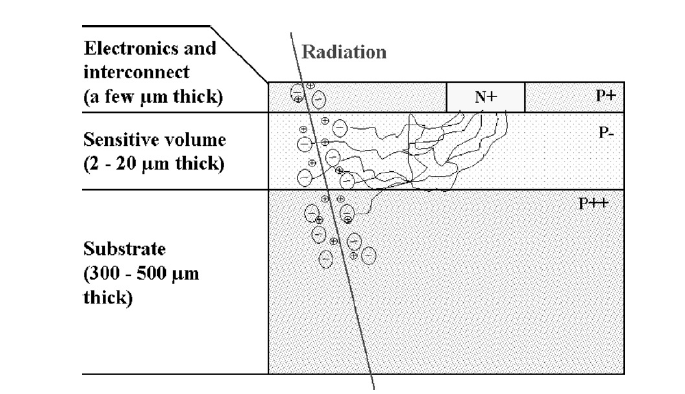 Electronics and
interconnect
(a few µm thick)
Radiation
N+
P+
Sensitive volume
(2 - 20 µm thick)
P-
P++
Substrate
(300 - 500 µm
thick)